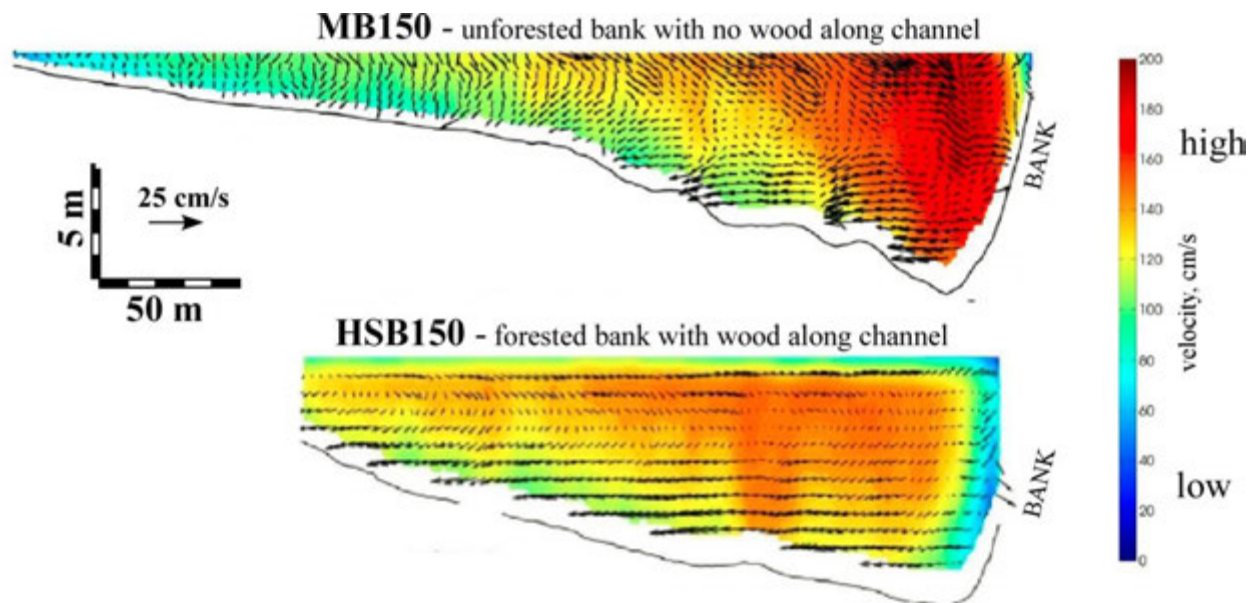 MB150 - unforested bank with no wood along channel
BANK
25 cm/s
5 m
50 m
HSB150 - forested bank with wood along channel
BANK
200
180
160
140
120
100
80
60
40
20
0
velocity, cm/s
high
low